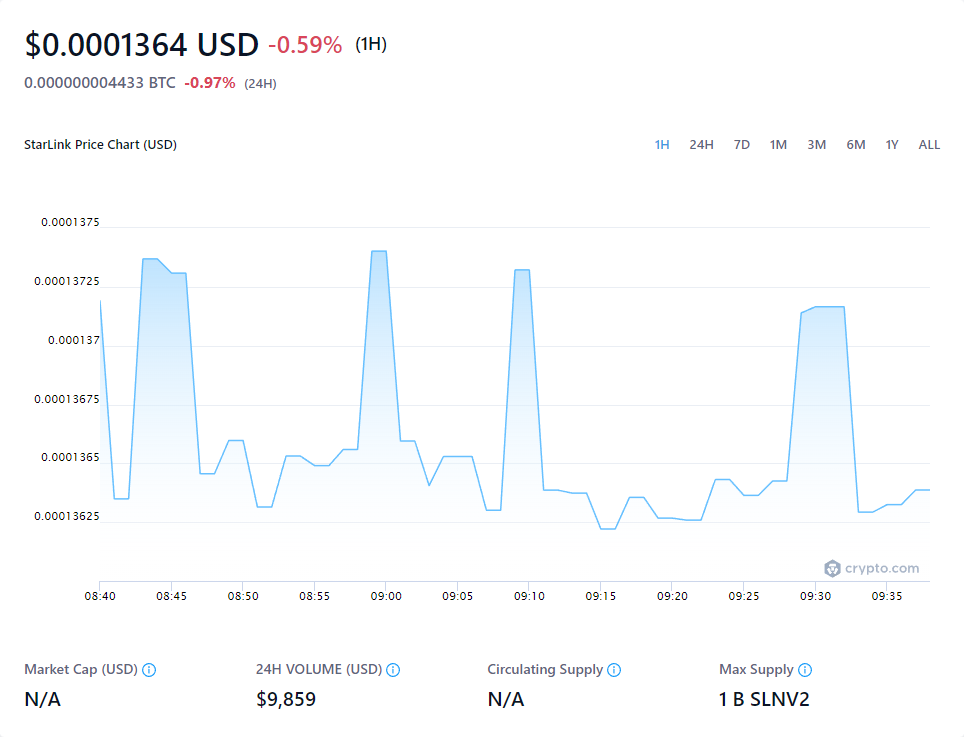 $0.0001364 USD -0.59% (1H)
0.000000004433 BTC -0.97% (24H)
StarLink Price Chart (USD) 1H 24H 7D 1M 3M 6M 1Y ALL
0.0001375
0.00013725
0.000137
0.00013675
0.0001365
0.00013625
crypto.com
08:40 08:45 08:50 08:55 09:00 09:05 09:10 09:15 09:20 09:25 09:30 09:35
Market Cap (USD) 24H VOLUME (USD) Circulating Supply Max Supply
N/A $9,859 N/A 1 B SLNV2